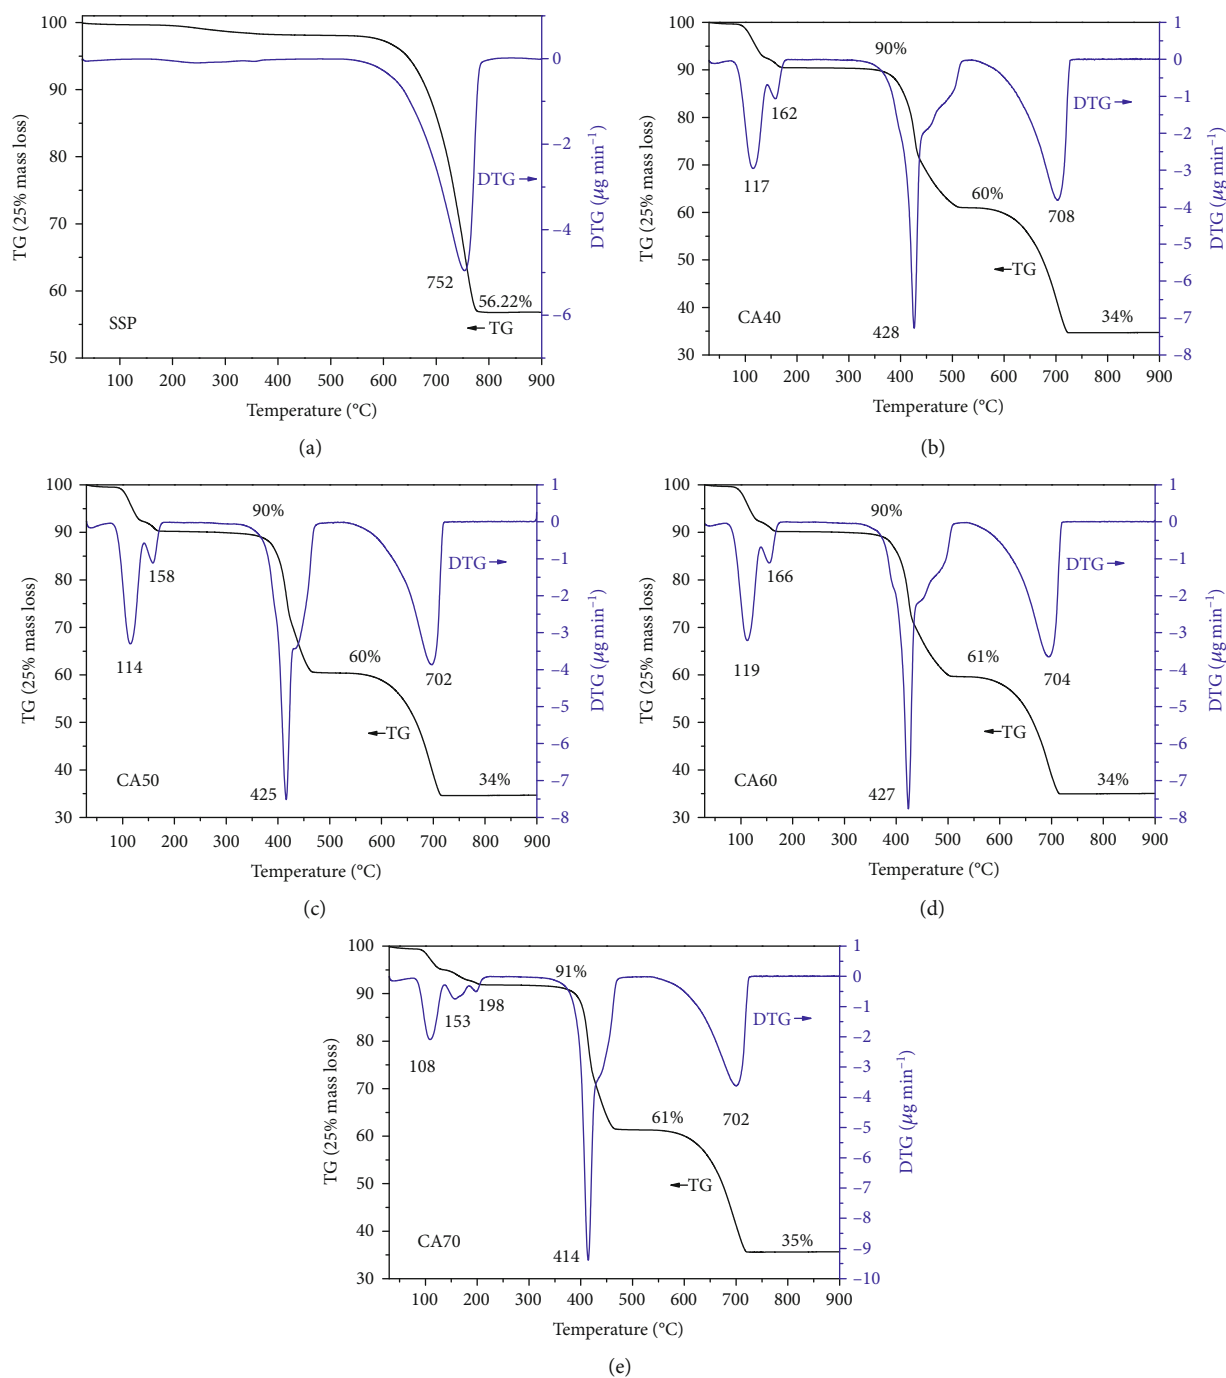 100
90
80
70
60
50
TG (25% mass loss)
0
–2
–4
–6
DTG (μg min⁻¹)
DTG
752
56.22%
TG
SSP
100 200 300 400 500 600 700 800 900
Temperature (°C)
(a)
100
90
80
70
60
50
40
30
TG (25% mass loss)
1
0
–1
–2
–3
–4
–5
–6
–7
–8
DTG (μg min⁻¹)
90%
DTG
162
117
60%
708
TG
CA40
428
34%
100 200 300 400 500 600 700 800 900
Temperature (°C)
(b)
100
90
80
70
60
50
40
30
TG (25% mass loss)
1
0
–1
–2
–3
–4
–5
–6
–7
–8
DTG (μg min⁻¹)
90%
DTG
158
114
60%
702
TG
CA50
425
34%
100 200 300 400 500 600 700 800 900
Temperature (°C)
(c)
100
90
80
70
60
50
40
30
TG (25% mass loss)
1
0
–1
–2
–3
–4
–5
–6
–7
–8
DTG (μg min⁻¹)
90%
DTG
166
119
61%
704
TG
CA60
427
34%
100 200 300 400 500 600 700 800 900
Temperature (°C)
(d)
100
90
80
70
60
50
40
30
TG (25% mass loss)
1
0
–1
–2
–3
–4
–5
–6
–7
–8
–9
–10
DTG (μg min⁻¹)
91%
198
153
DTG
108
61%
702
TG
CA70
414
35%
100 200 300 400 500 600 700 800 900
Temperature (°C)
(e)